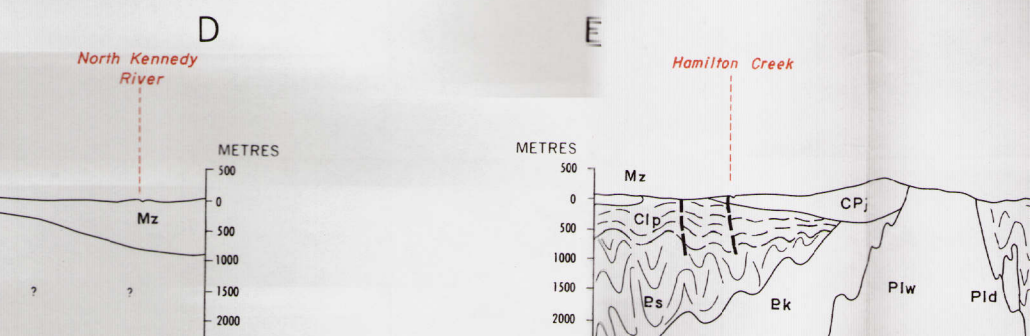 D
North Kennedy
River
METRES
500
0
500
1000
1500
2000
Mz
?
?
E
Hamilton Creek
METRES
500
0
500
1000
1500
2000
Mz
Clp
CPj
Ps
Pk
Plw
Pld